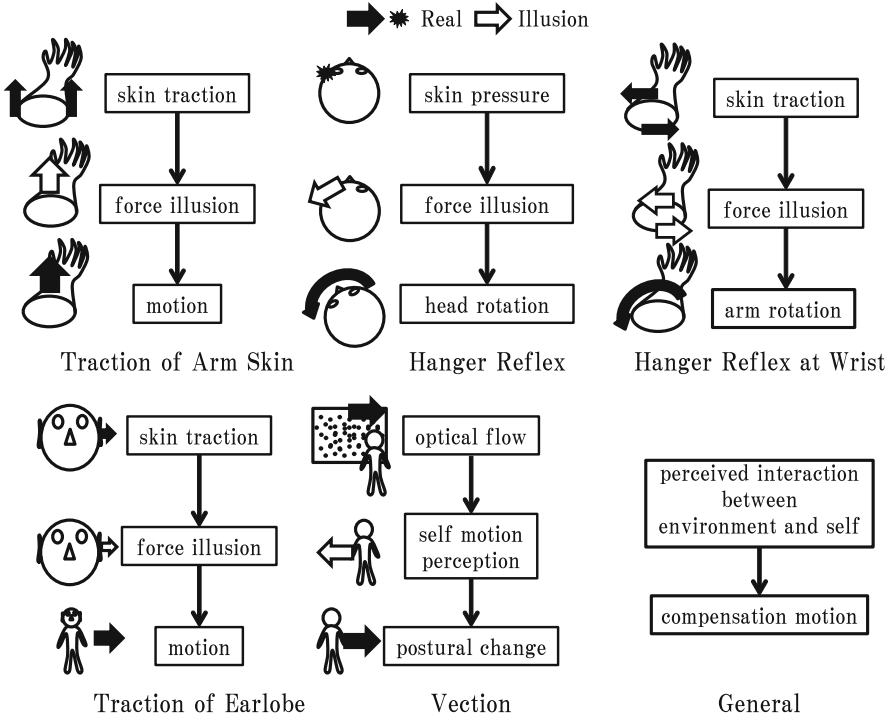 Real
Illusion
skin traction
force illusion
motion
Traction of Arm Skin
skin pressure
force illusion
head rotation
Hanger Reflex
skin traction
force illusion
arm rotation
Hanger Reflex at Wrist
skin traction
force illusion
motion
Traction of Earlobe
optical flow
self motion
perception
postural change
Vection
perceived interaction
between
environment and self
compensation motion
General